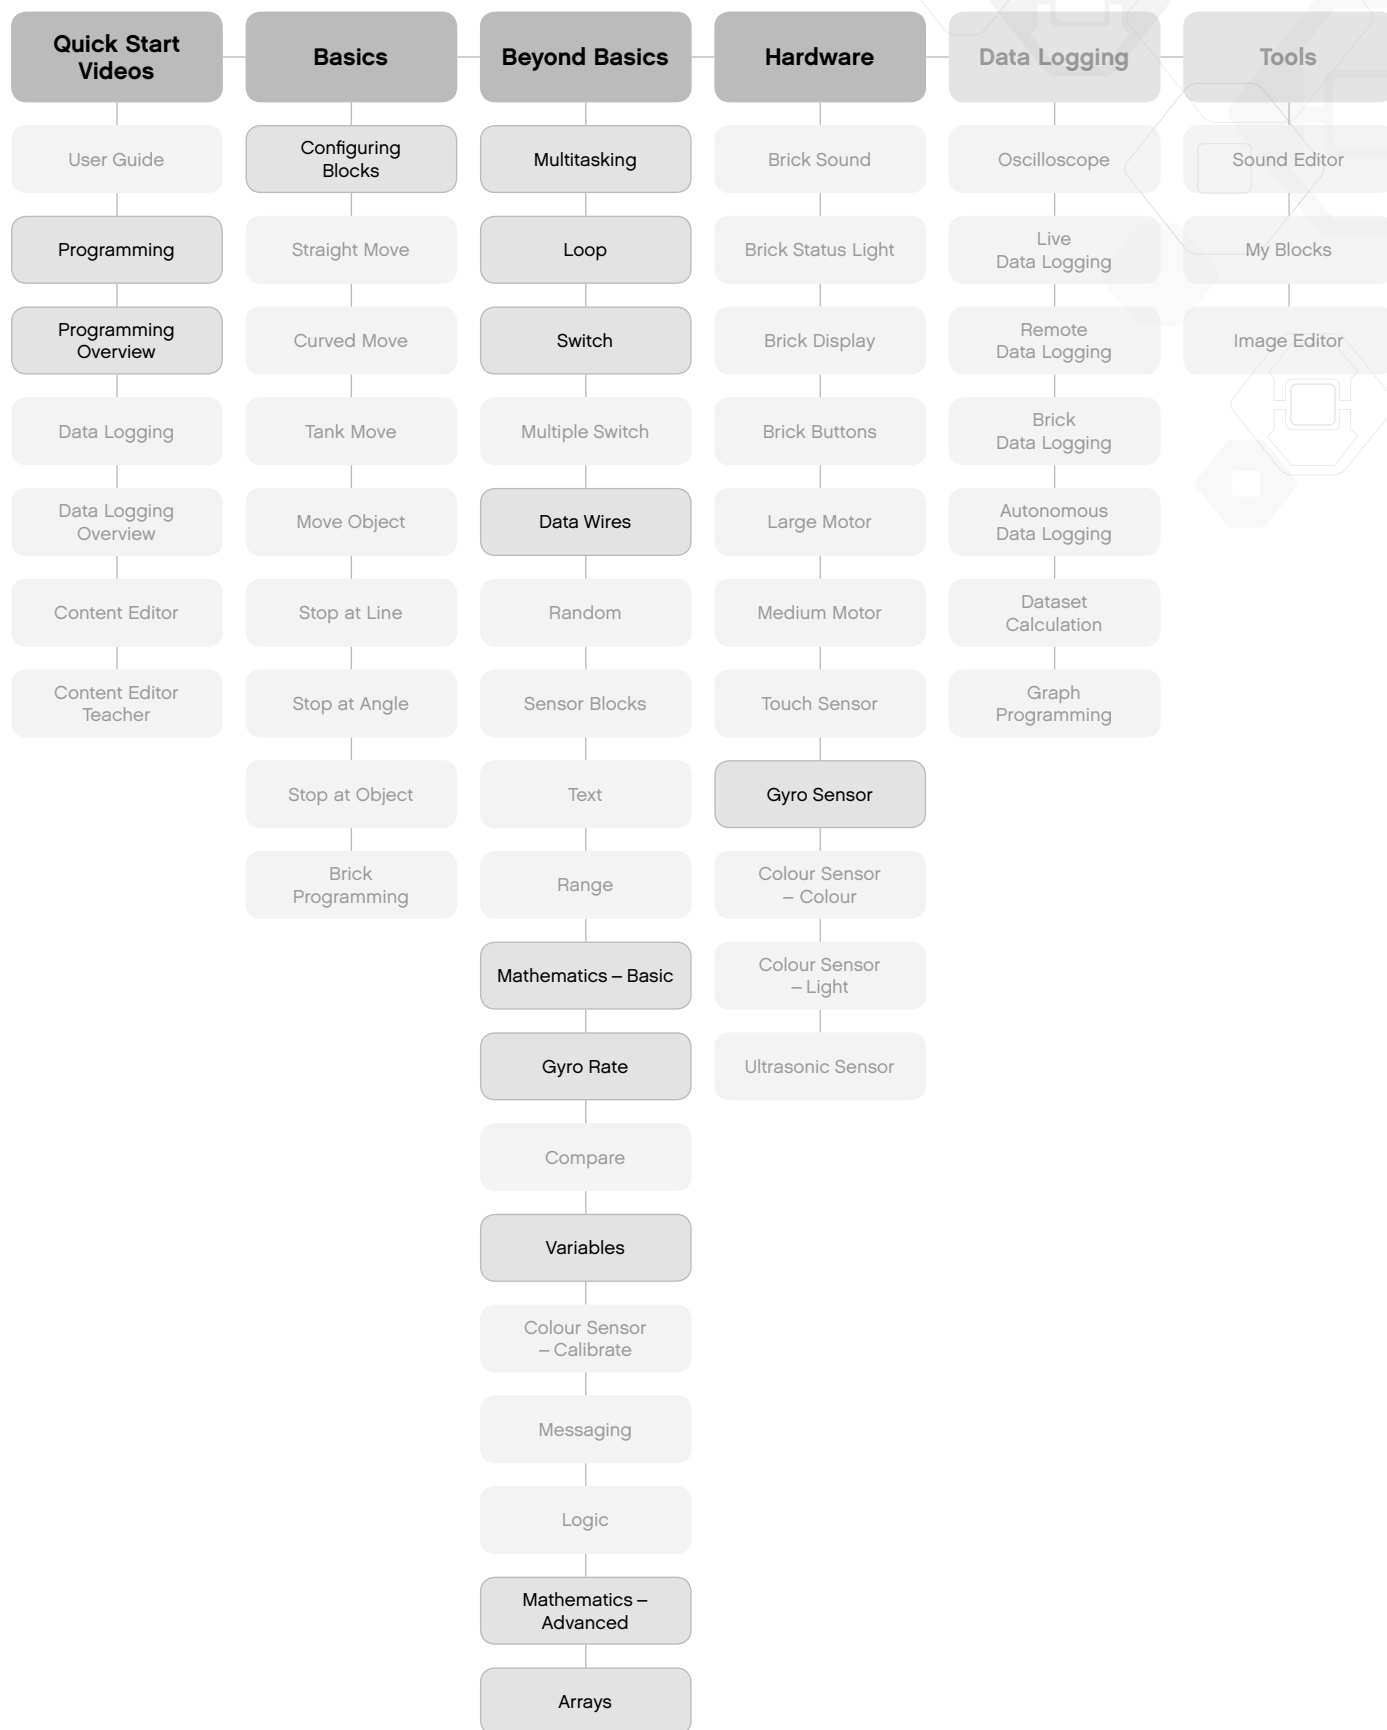 Quick Start
Videos
Basics
Beyond Basics
Hardware
Data Logging
Tools
User Guide
Programming
Programming
Overview
Data Logging
Data Logging
Overview
Content Editor
Content Editor
Teacher
Configuring
Blocks
Straight Move
Curved Move
Tank Move
Move Object
Stop at Line
Stop at Angle
Stop at Object
Brick
Programming
Multitasking
Loop
Switch
Multiple Switch
Data Wires
Random
Sensor Blocks
Text
Range
Mathematics – Basic
Gyro Rate
Compare
Variables
Colour Sensor
– Calibrate
Messaging
Logic
Mathematics –
Advanced
Arrays
Brick Sound
Brick Status Light
Brick Display
Brick Buttons
Large Motor
Medium Motor
Touch Sensor
Gyro Sensor
Colour Sensor
– Colour
Colour Sensor
– Light
Ultrasonic Sensor
Oscilloscope
Live
Data Logging
Remote
Data Logging
Brick
Data Logging
Autonomous
Data Logging
Dataset
Calculation
Graph
Programming
Sound Editor
My Blocks
Image Editor